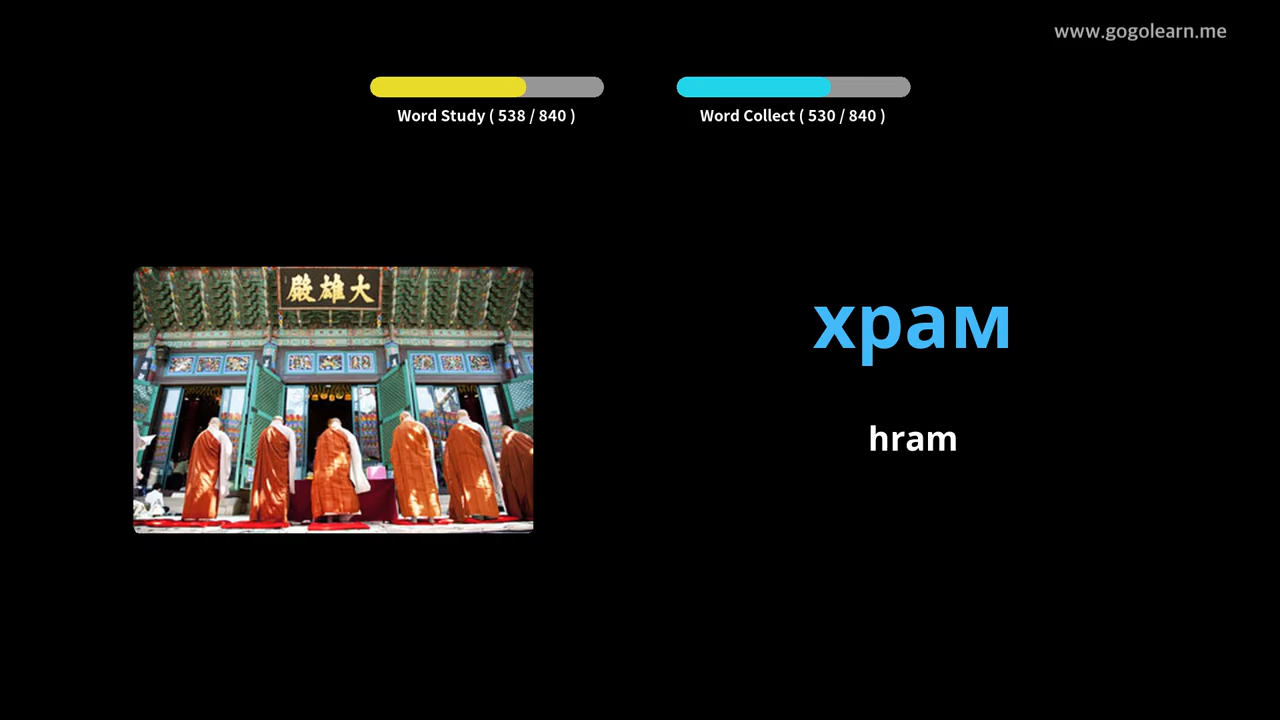 www.gogolearn.me
Word Study ( 538 / 840 )
Word Collect ( 530 / 840 )
殿雄大
храм
hram